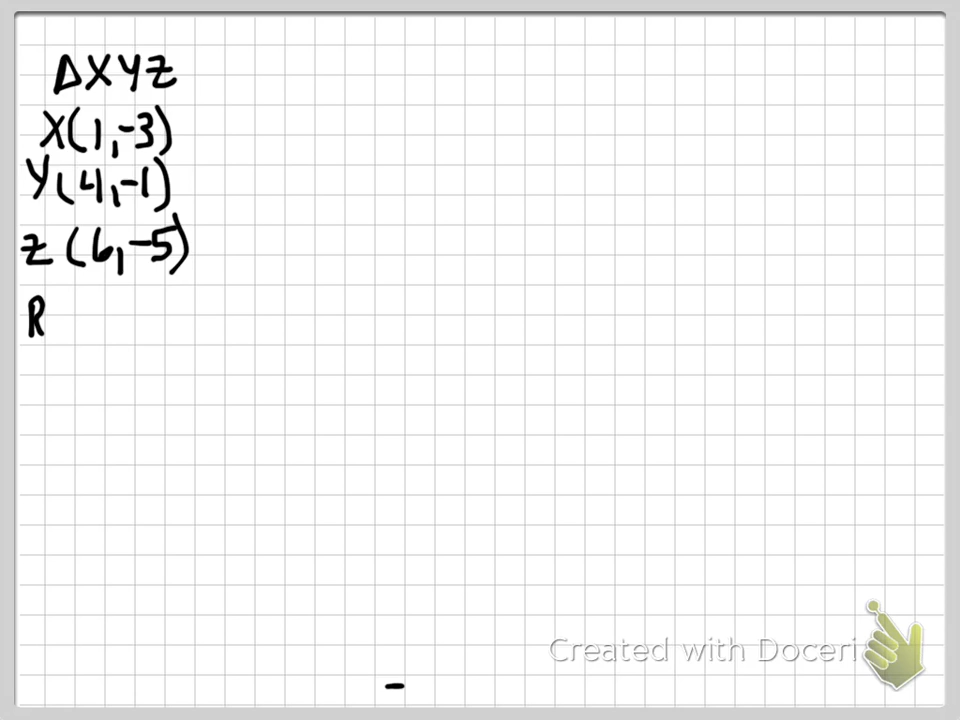 ΔXYZ
X(1,-3)
Y(4,-1)
Z(6,-5)
R
Created with Doceri
-